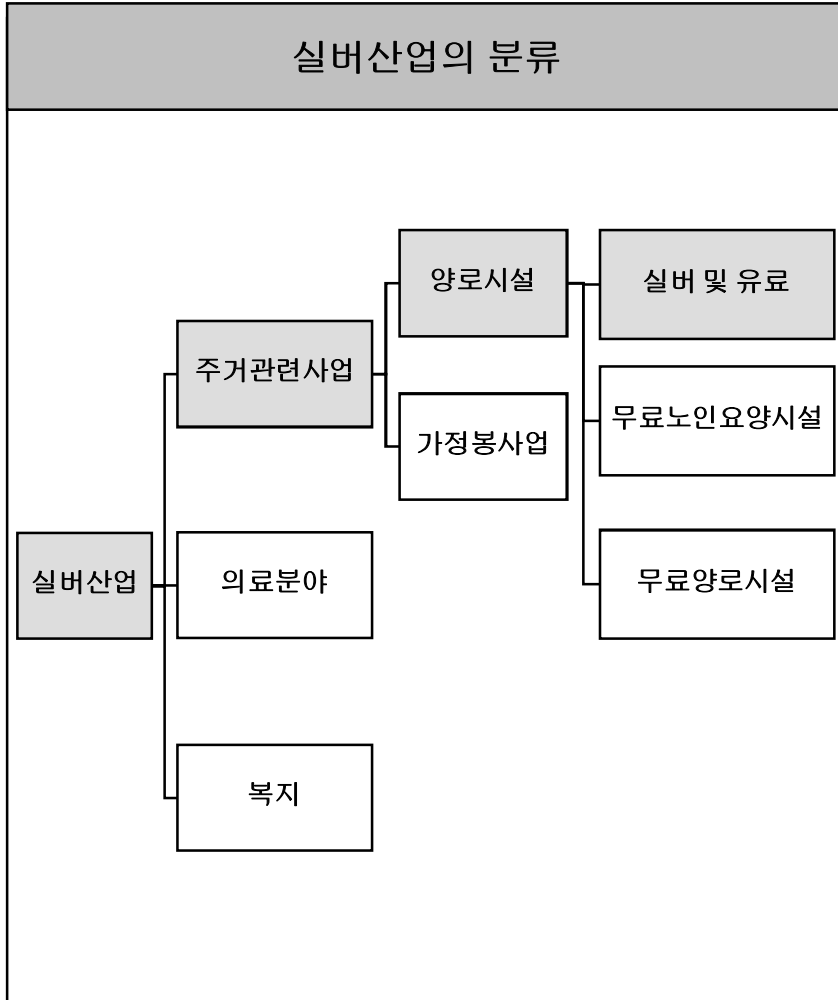 실버산업의 분류
양로시설
실버 및 유료
주거관련사업
무료노인요양시설
가정봉사업
실버산업
의료분야
무료양로시설
복지